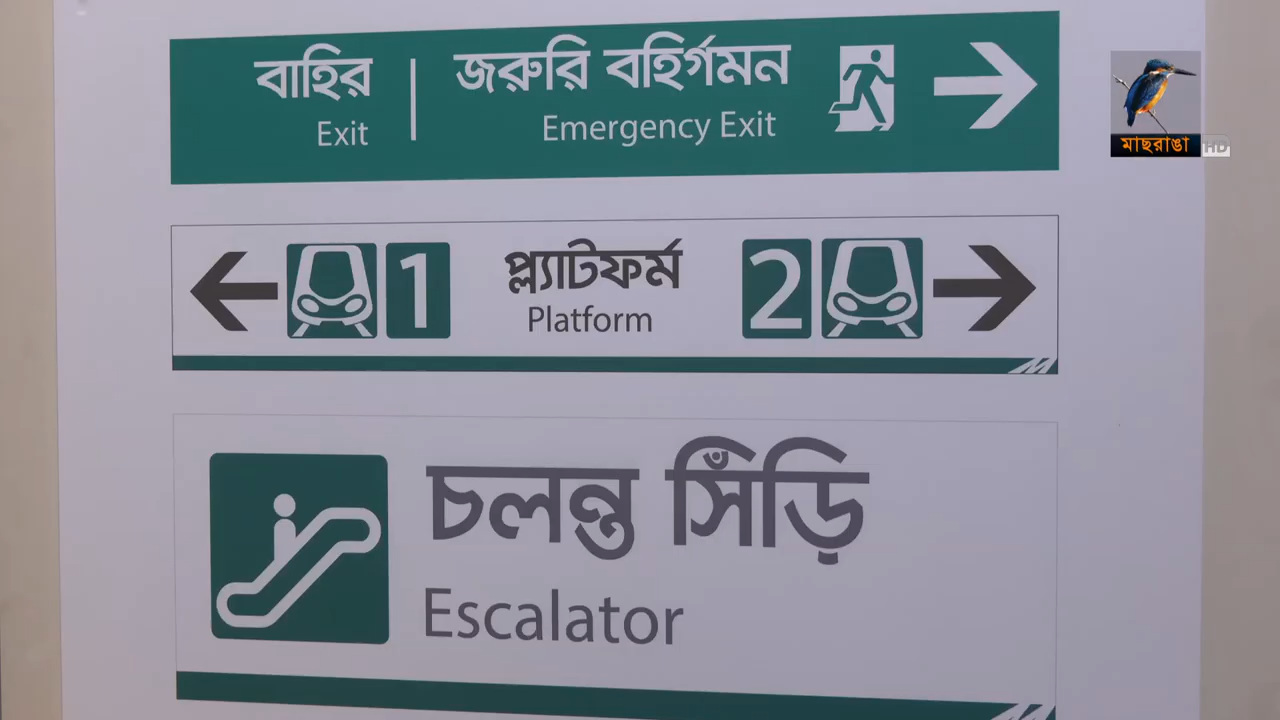 বাহির | জরুরি বহির্গমন
Exit | Emergency Exit
মাছরাঙা HD
1 প্ল্যাটফর্ম 2
Platform
চলন্ত সিঁড়ি
Escalator